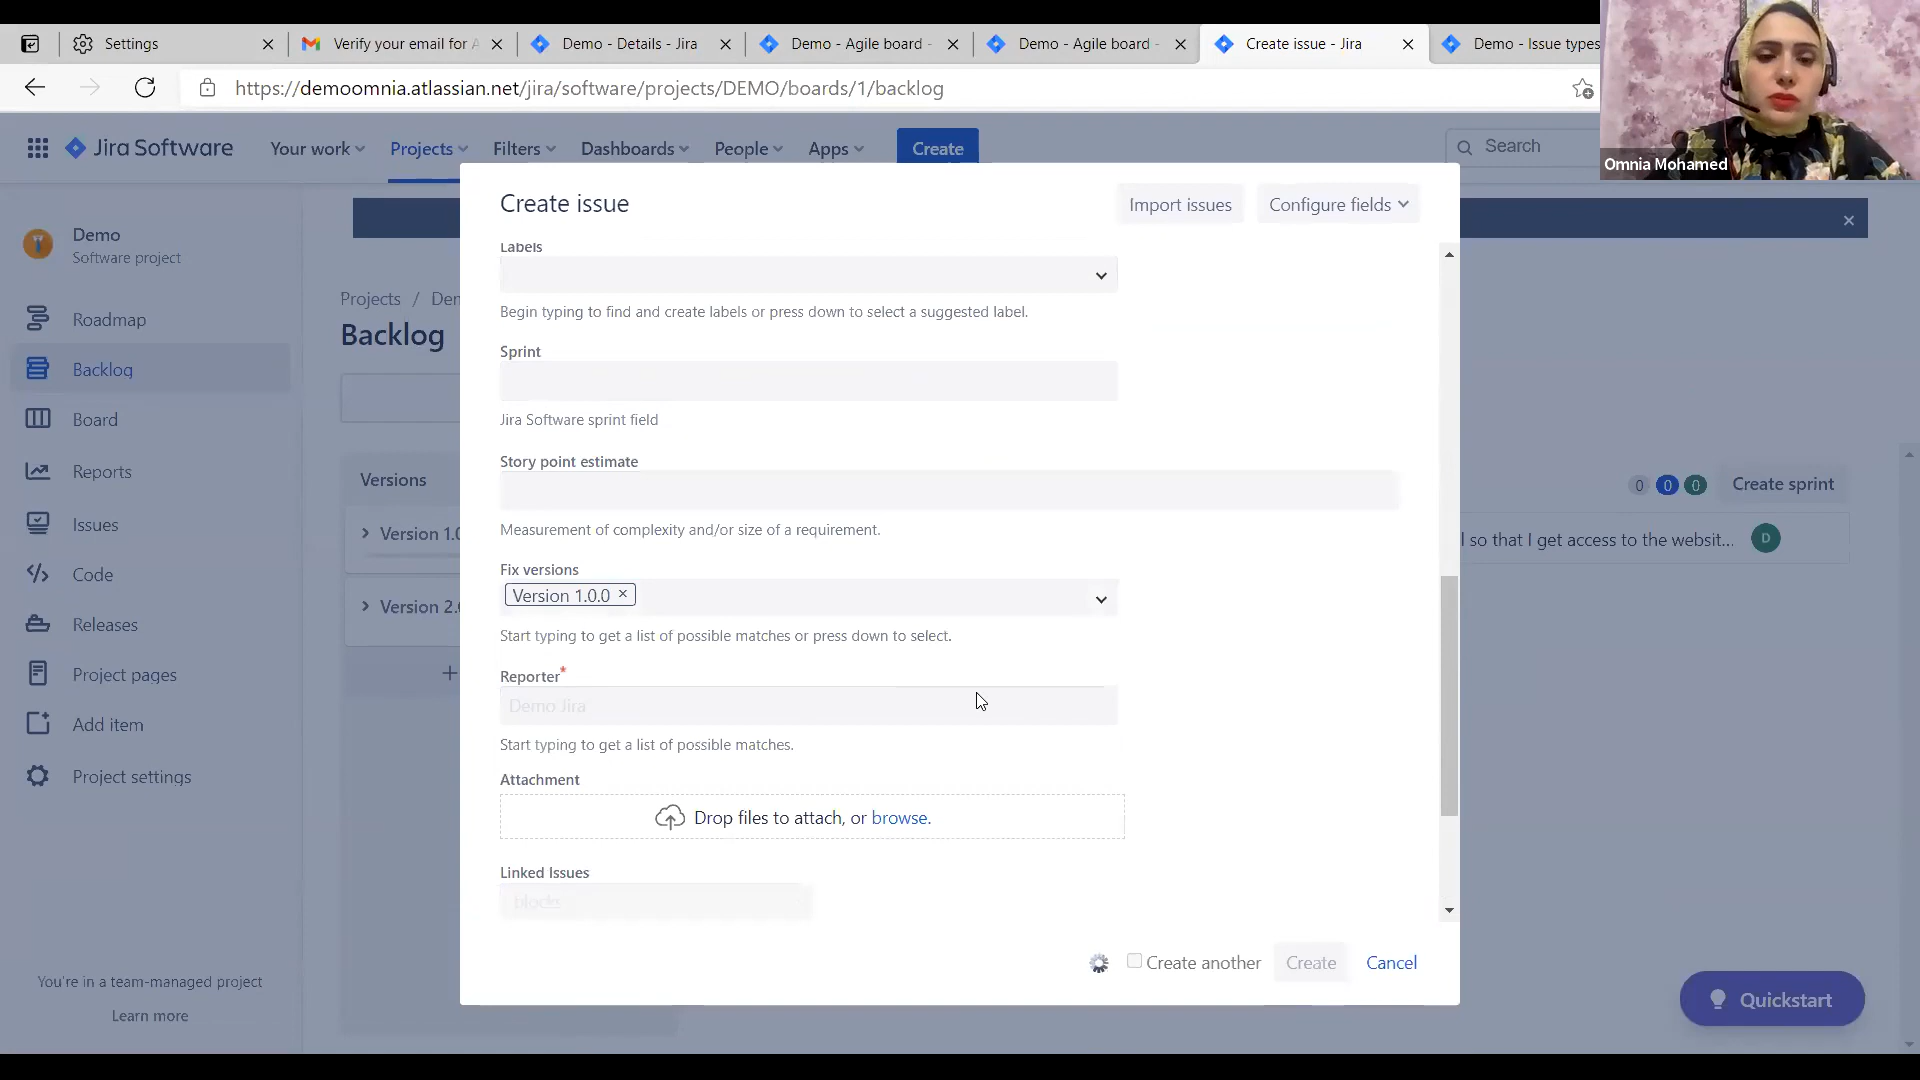 Settings
Verify your email for A
Demo - Details - Jira
Demo - Agile board -
Demo - Agile board -
Create issue - Jira
Demo - Issue types
https://demoomnia.atlassian.net/jira/software/projects/DEMO/boards/1/backlog
Jira Software
Your work
Projects
Filters
Dashboards
People
Apps
Create
Search
Omnia Mohamed
Demo
Software project
Roadmap
Backlog
Board
Reports
Issues
Code
Releases
Project pages
Add item
Project settings
You're in a team-managed project
Learn more
Projects / Den
Backlog
Versions
Version 1.0
Version 2.
Create issue
Import issues
Configure fields
Labels
Begin typing to find and create labels or press down to select a suggested label.
Sprint
Jira Software sprint field
Story point estimate
Measurement of complexity and/or size of a requirement.
Fix versions
Version 1.0.0 ×
Start typing to get a list of possible matches or press down to select.
Reporter*
Demo Jira
Start typing to get a list of possible matches.
Attachment
Drop files to attach, or browse.
Linked Issues
blocks
Create another
Create
Cancel
0 0 0
Create sprint
l so that I get access to the websit...
D
Quickstart